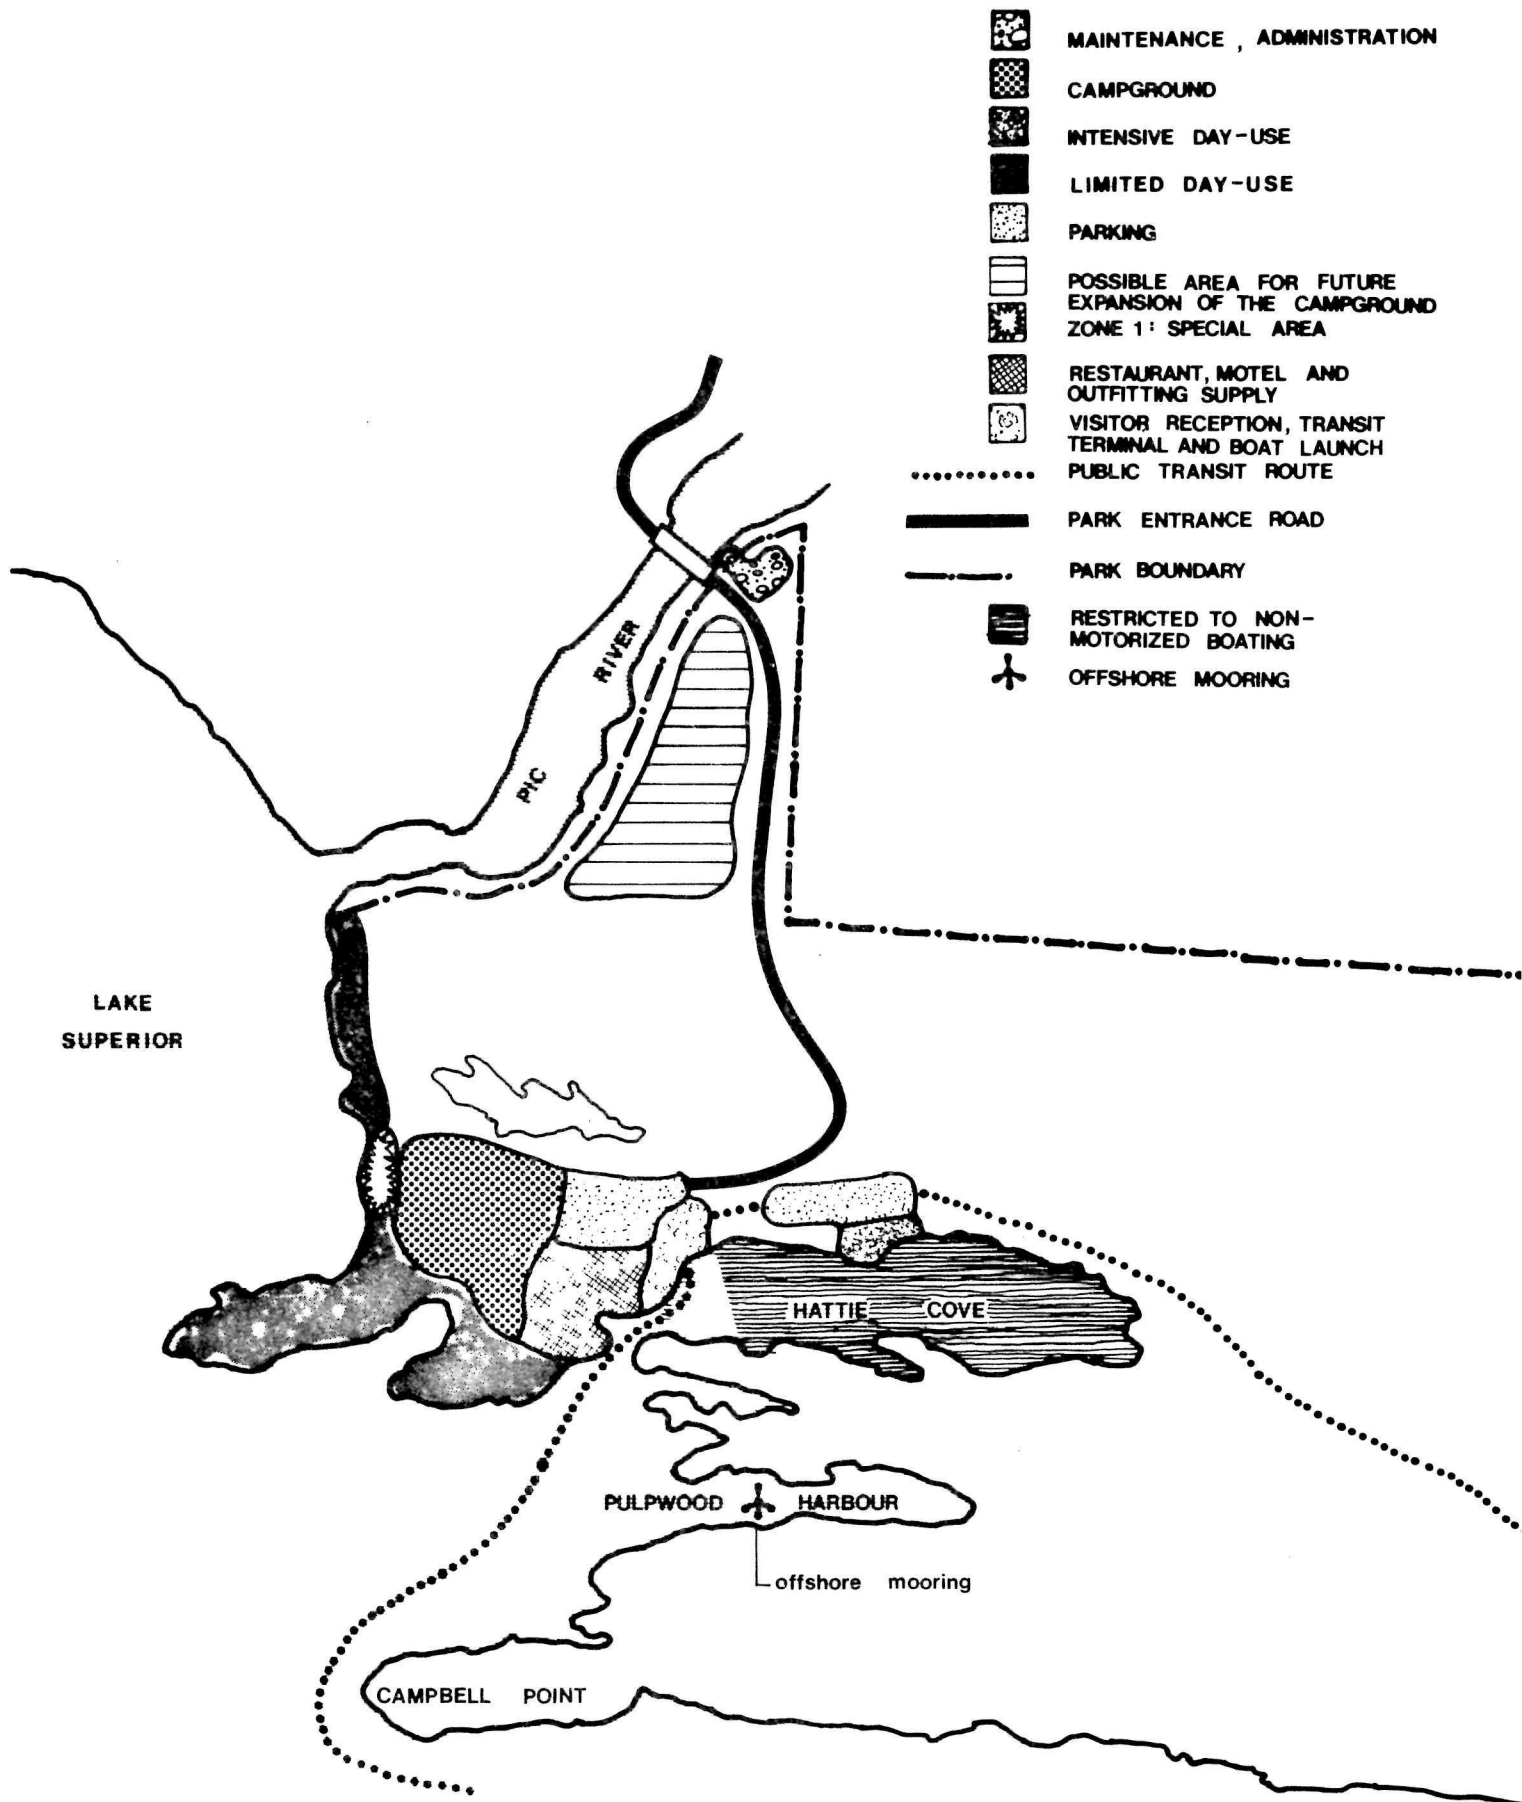 MAINTENANCE , ADMINISTRATION
CAMPGROUND
INTENSIVE DAY-USE
LIMITED DAY-USE
PARKING
POSSIBLE AREA FOR FUTURE
EXPANSION OF THE CAMPGROUND
ZONE 1: SPECIAL AREA
RESTAURANT, MOTEL AND
OUTFITTING SUPPLY
VISITOR RECEPTION, TRANSIT
TERMINAL AND BOAT LAUNCH
PUBLIC TRANSIT ROUTE
PARK ENTRANCE ROAD
PARK BOUNDARY
RESTRICTED TO NON-
MOTORIZED BOATING
OFFSHORE MOORING
PIC RIVER
LAKE
SUPERIOR
HATTIE COVE
PULPWOOD HARBOUR
offshore mooring
CAMPBELL POINT